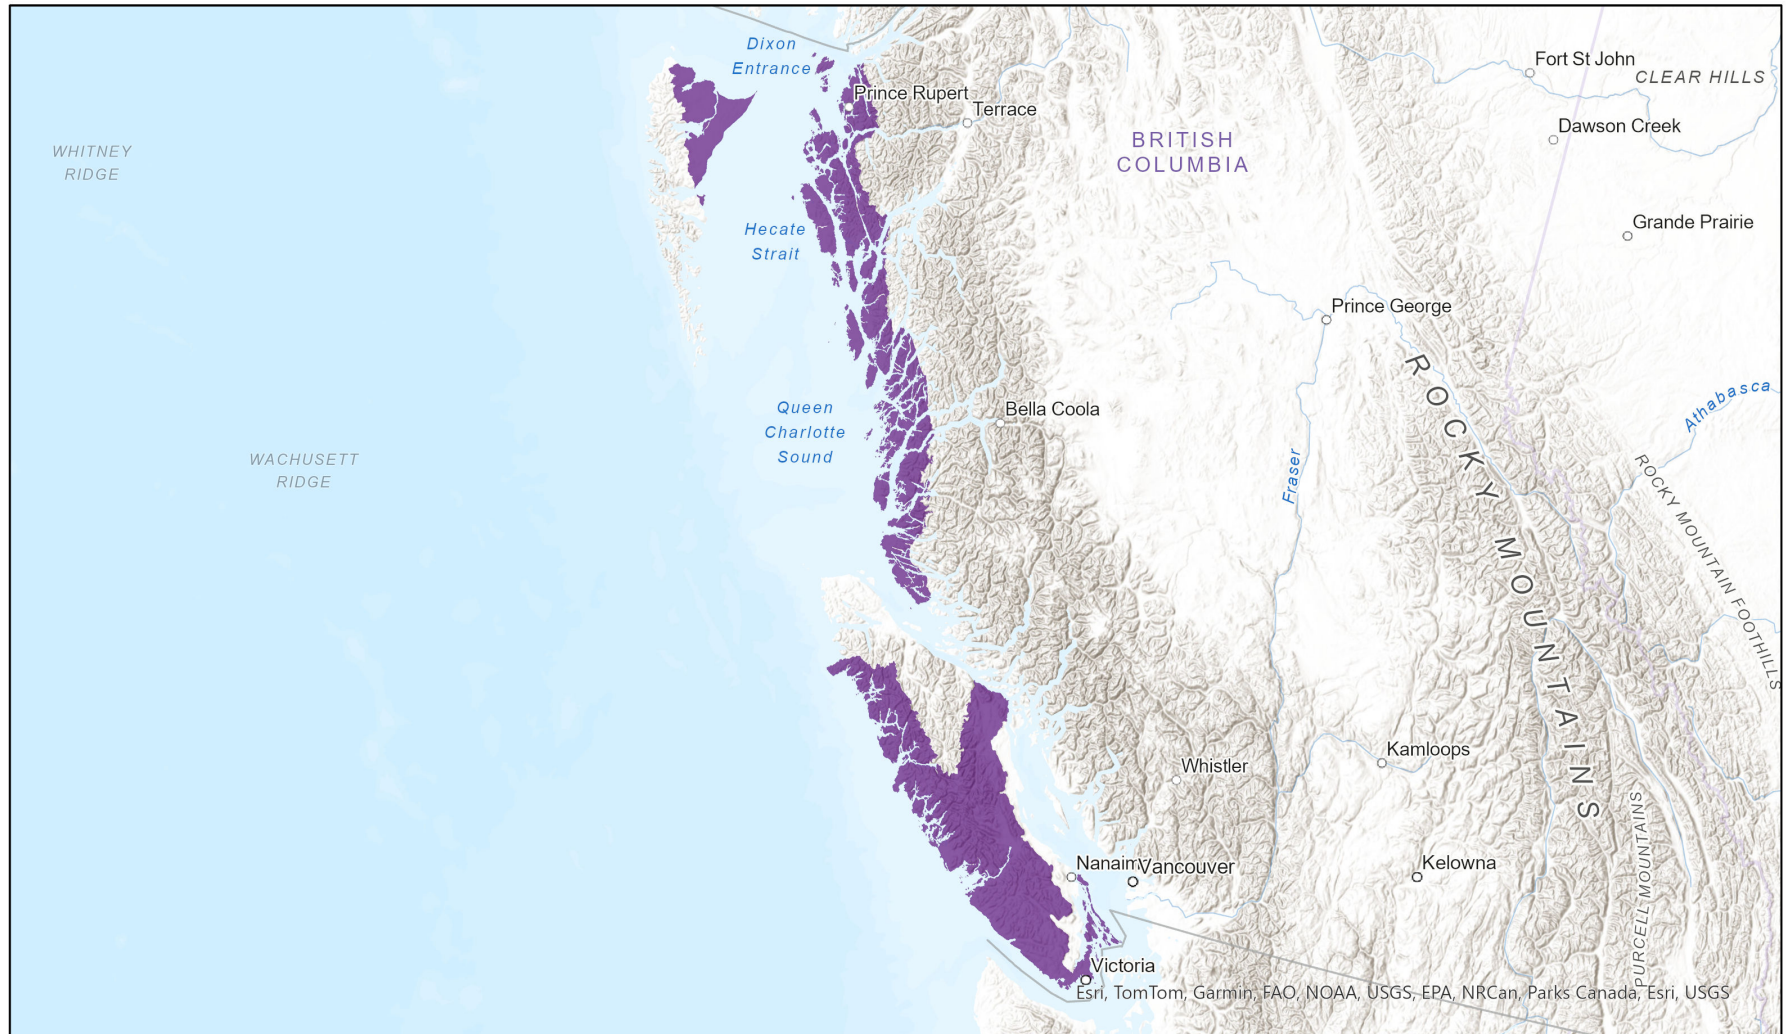 Dixon
Entrance
Fort St John
CLEAR HILLS
Prince Rupert
Terrace
Dawson Creek
BRITISH
COLUMBIA
WHITNEY
RIDGE
Grande Prairie
Hecate
Strait
Prince George
ROCKY MOUNTAINS
Athabasca
Queen
Charlotte
Sound
Bella Coola
WACHUSETT
RIDGE
Fraser
ROCKY MOUNTAIN FOOTHILLS
Kamloops
Whistler
PURCELL MOUNTAINS
Nanaim
Vancouver
Kelowna
Victoria
Esri, TomTom, Garmin, FAO, NOAA, USGS, EPA, NRCan, Parks Canada, Esri, USGS